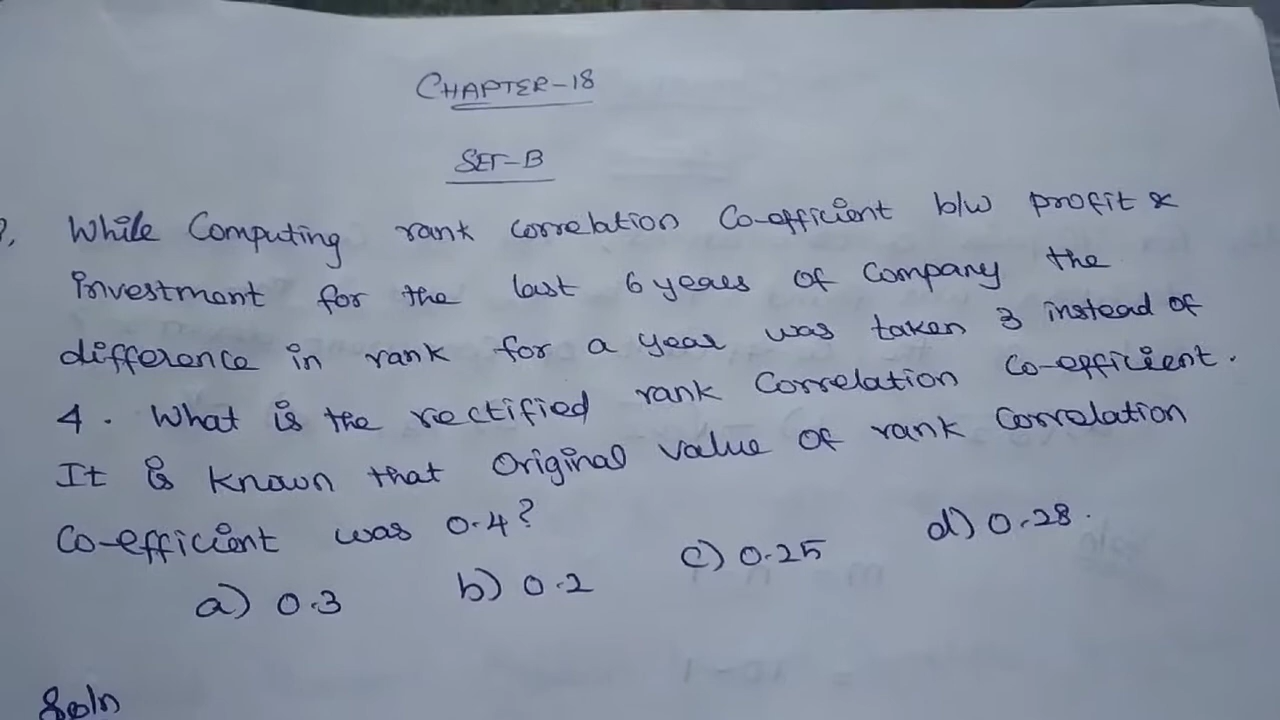 CHAPTER-18
SET-B
While Computing rank correlation Co-efficient b/w profit &
investment for the last 6 years of Company the
difference in rank for a year was taken 3 instead of
4. What is the rectified rank Correlation Co-efficient.
It is known that Original value of rank Correlation
Co-efficient was 0.4?
a) 0.3 b) 0.2 c) 0.25 d) 0.28.
Soln